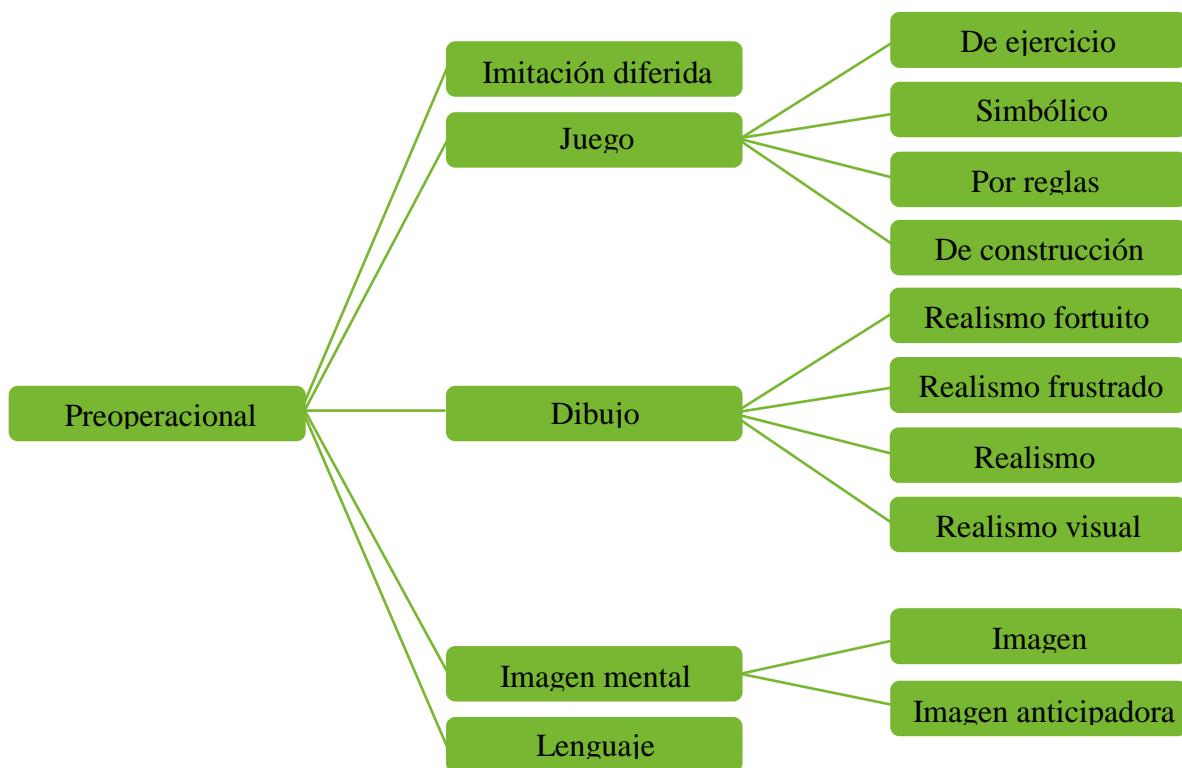 Preoperacional
Imitación diferida
Juego
De ejercicio
Simbólico
Por reglas
De construcción
Dibujo
Realismo fortuito
Realismo frustrado
Realismo
Realismo visual
Imagen mental
Imagen
Imagen anticipadora
Lenguaje